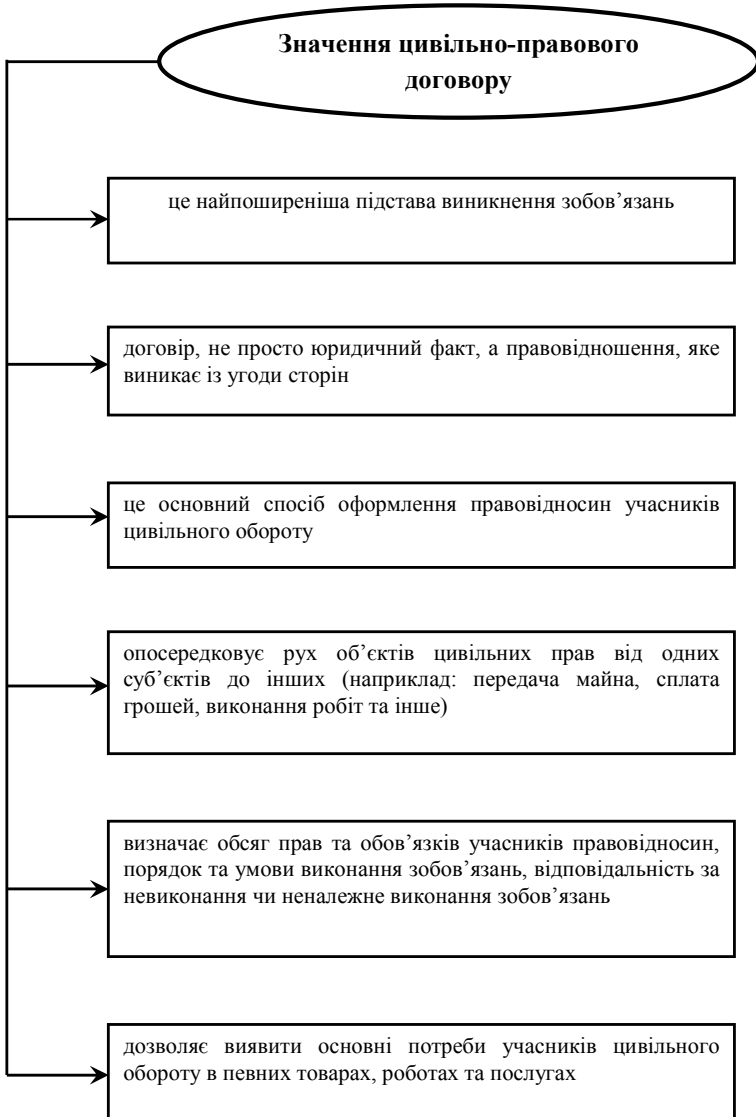 Значення цивільно-правового
договору
це найпоширеніша підстава виникнення зобов’язань
договір, не просто юридичний факт, а правовідношення, яке
виникає із угоди сторін
це основний спосіб оформлення правовідносин учасників
цивільного обороту
опосередковує рух об’єктів цивільних прав від одних
суб’єктів до інших (наприклад: передача майна, сплата
грошей, виконання робіт та інше)
визначає обсяг прав та обов’язків учасників правовідносин,
порядок та умови виконання зобов’язань, відповідальність за
невиконання чи неналежне виконання зобов’язань
дозволяє виявити основні потреби учасників цивільного
обороту в певних товарах, роботах та послугах